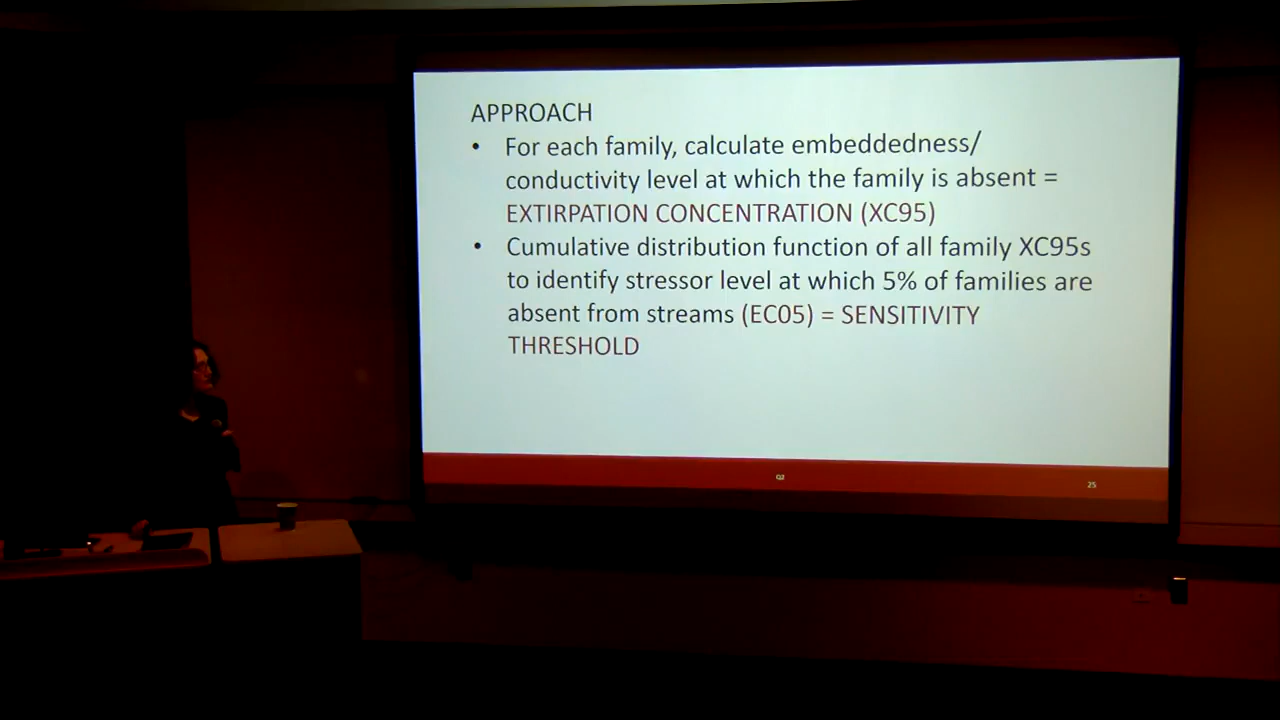 APPROACH
• For each family, calculate embeddedness/
conductivity level at which the family is absent =
EXTIRPATION CONCENTRATION (XC95)
• Cumulative distribution function of all family XC95s
to identify stressor level at which 5% of families are
absent from streams (EC05) = SENSITIVITY
THRESHOLD
Q2
25